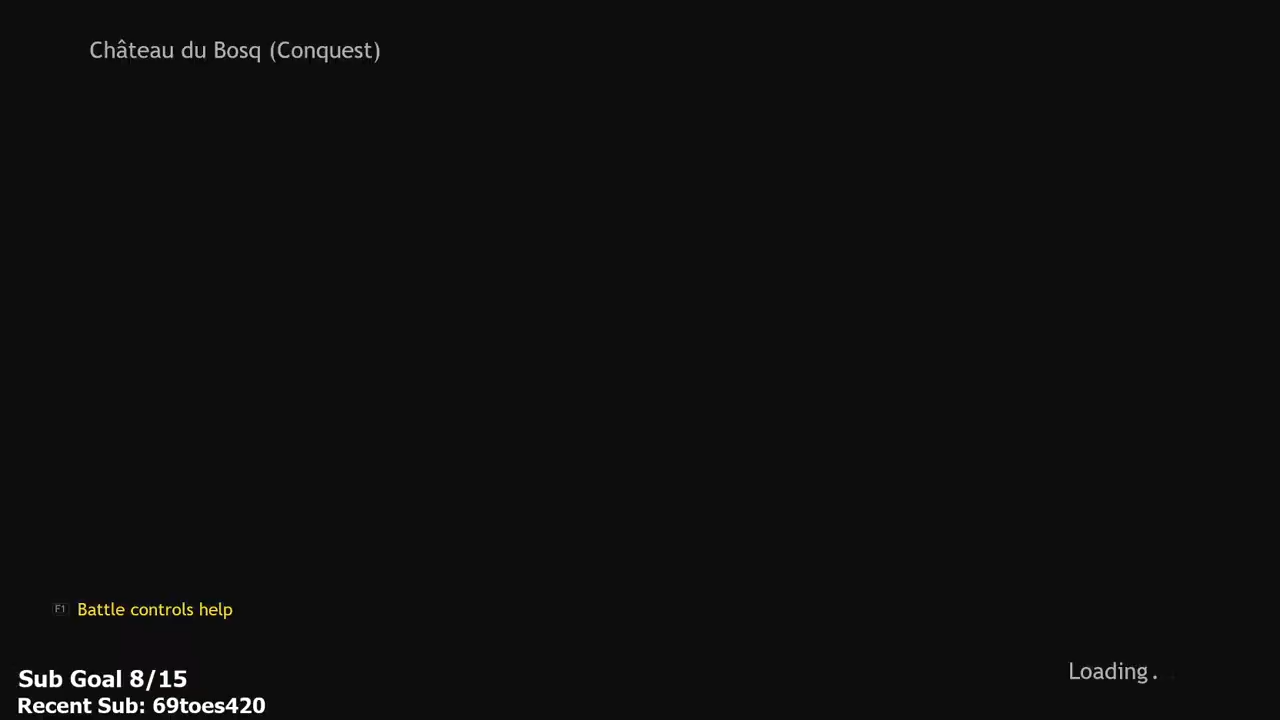 Château du Bosq (Conquest)
F1 Battle controls help
Loading.
Sub Goal 8/15
Recent Sub: 69toes420